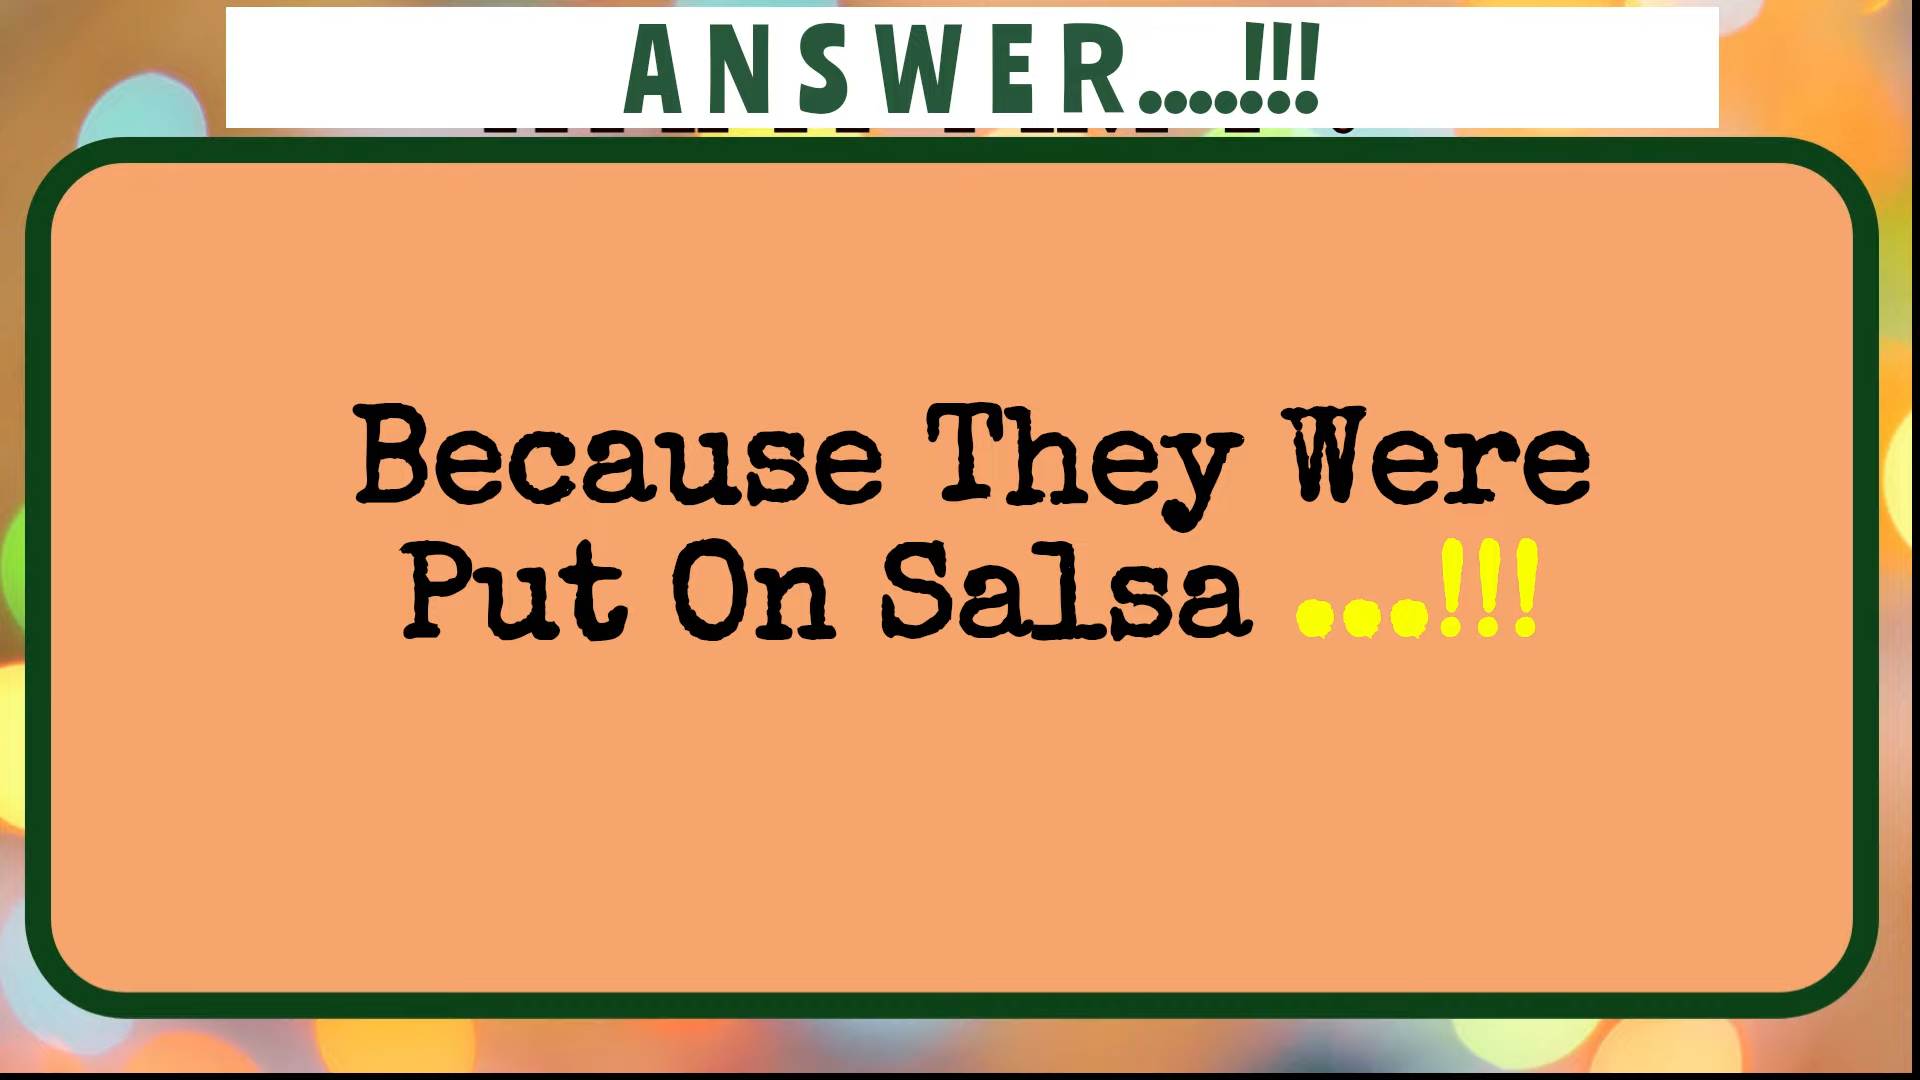 ANSWER.......!!!
Because They Were
Put On Salsa ...!!!